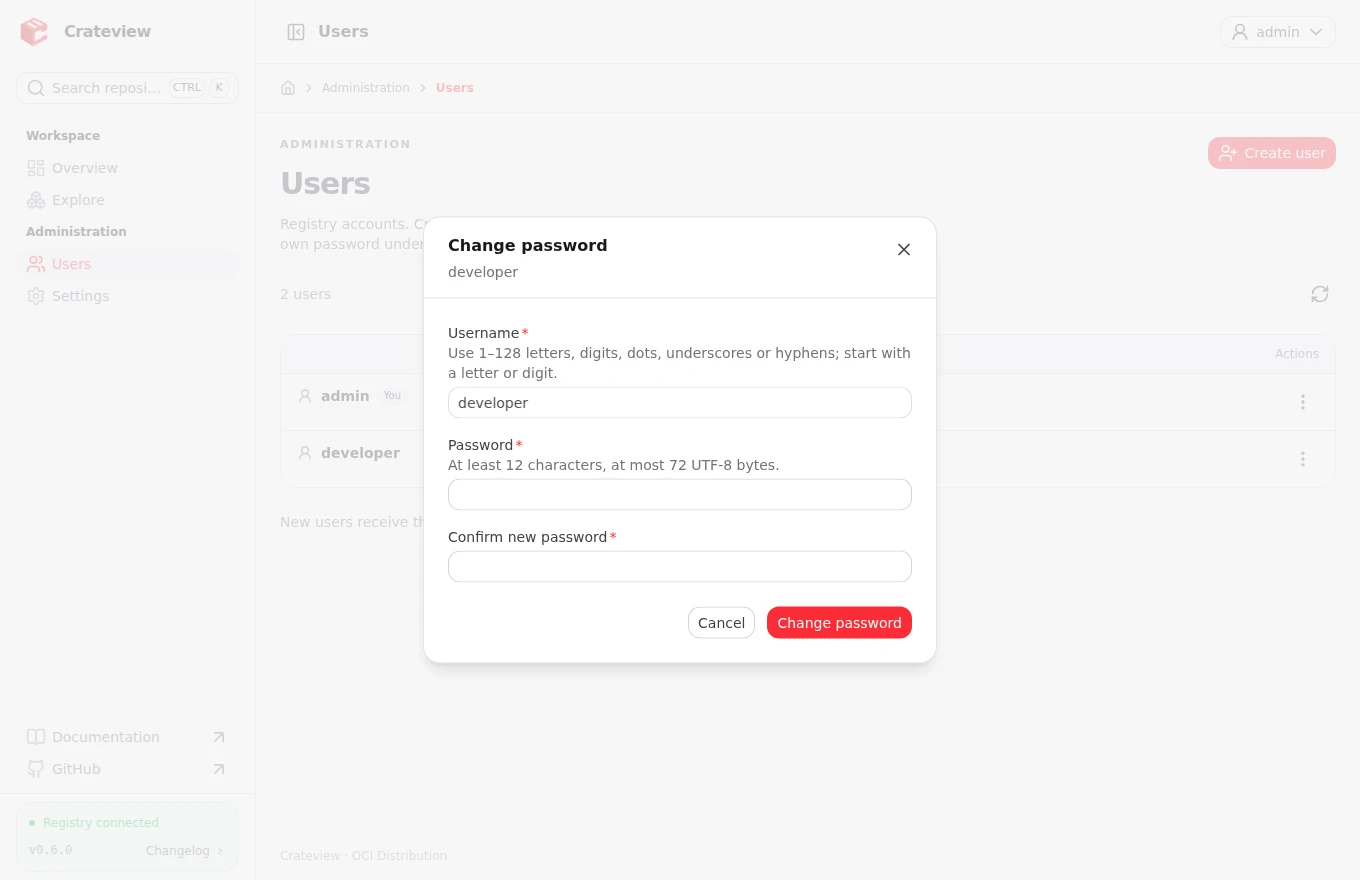 Crateview
Users
admin
Search reposi...
CTRL
K
Administration
Users
Workspace
Overview
Explore
Administration
Users
Settings
ADMINISTRATION
Create user
Users
Registry accounts. C
own password under
2 users
Actions
admin
You
developer
New users receive th
Change password
developer
Username*
Use 1–128 letters, digits, dots, underscores or hyphens; start with
a letter or digit.
developer
Password*
At least 12 characters, at most 72 UTF-8 bytes.
Confirm new password*
Cancel
Change password
Documentation
GitHub
Registry connected
v0.6.0
Changelog
Crateview · OCI Distribution